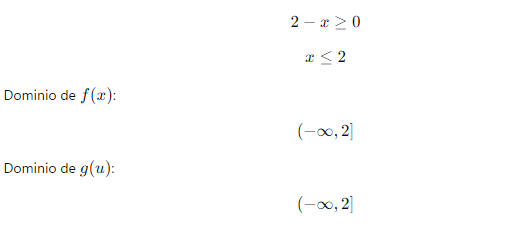 2 − x ≥ 0
x ≤ 2
Dominio de f(x):
(−∞, 2]
Dominio de g(u):
(−∞, 2]